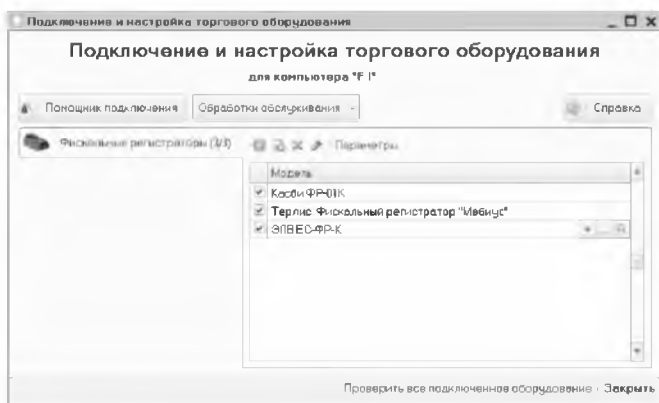 Подключение и настройка торгового оборудования
Подключение и настройка торгового оборудования
для компьютера "F I"
Помощник подключения Обработки обслуживания Справка
Фискальные регистраторы (3/3) Параметры
Модель
Касби ФР-01К
Терлис Фискальный регистратор "Мебиус"
ЭЛВЕС-ФР-К
Проверить все подключенное оборудование Закрыть